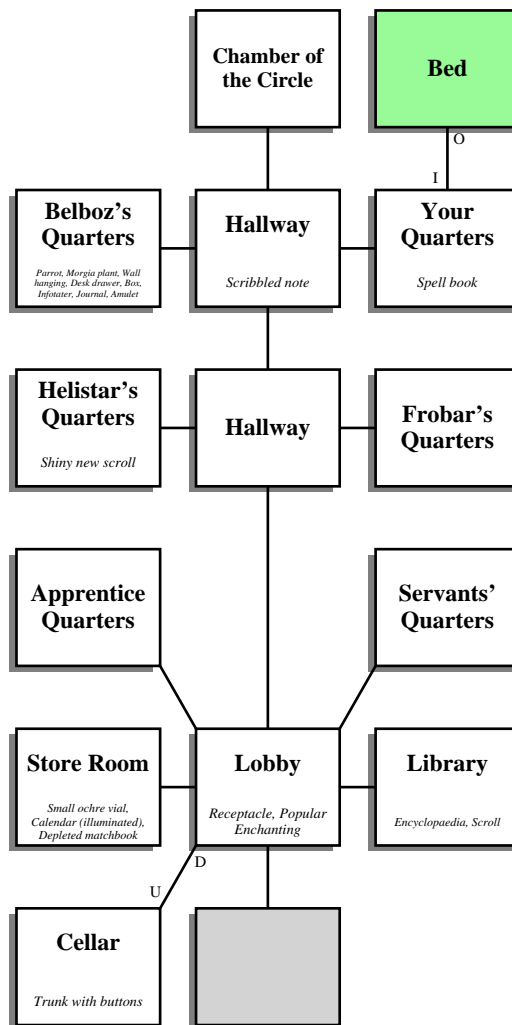 Chamber of
the Circle
Bed
O
I
Belboz's
Quarters
Parrot, Morgia plant, Wall
hanging, Desk drawer, Box,
Infotater, Journal, Amulet
Hallway
Scribbled note
Your
Quarters
Spell book
Helistar's
Quarters
Shiny new scroll
Hallway
Frobar's
Quarters
Apprentice
Quarters
Servants'
Quarters
Store Room
Small ochre vial,
Calendar (illuminated),
Depleted matchbook
Lobby
Receptacle, Popular
Enchanting
Library
Encyclopaedia, Scroll
D
U
Cellar
Trunk with buttons